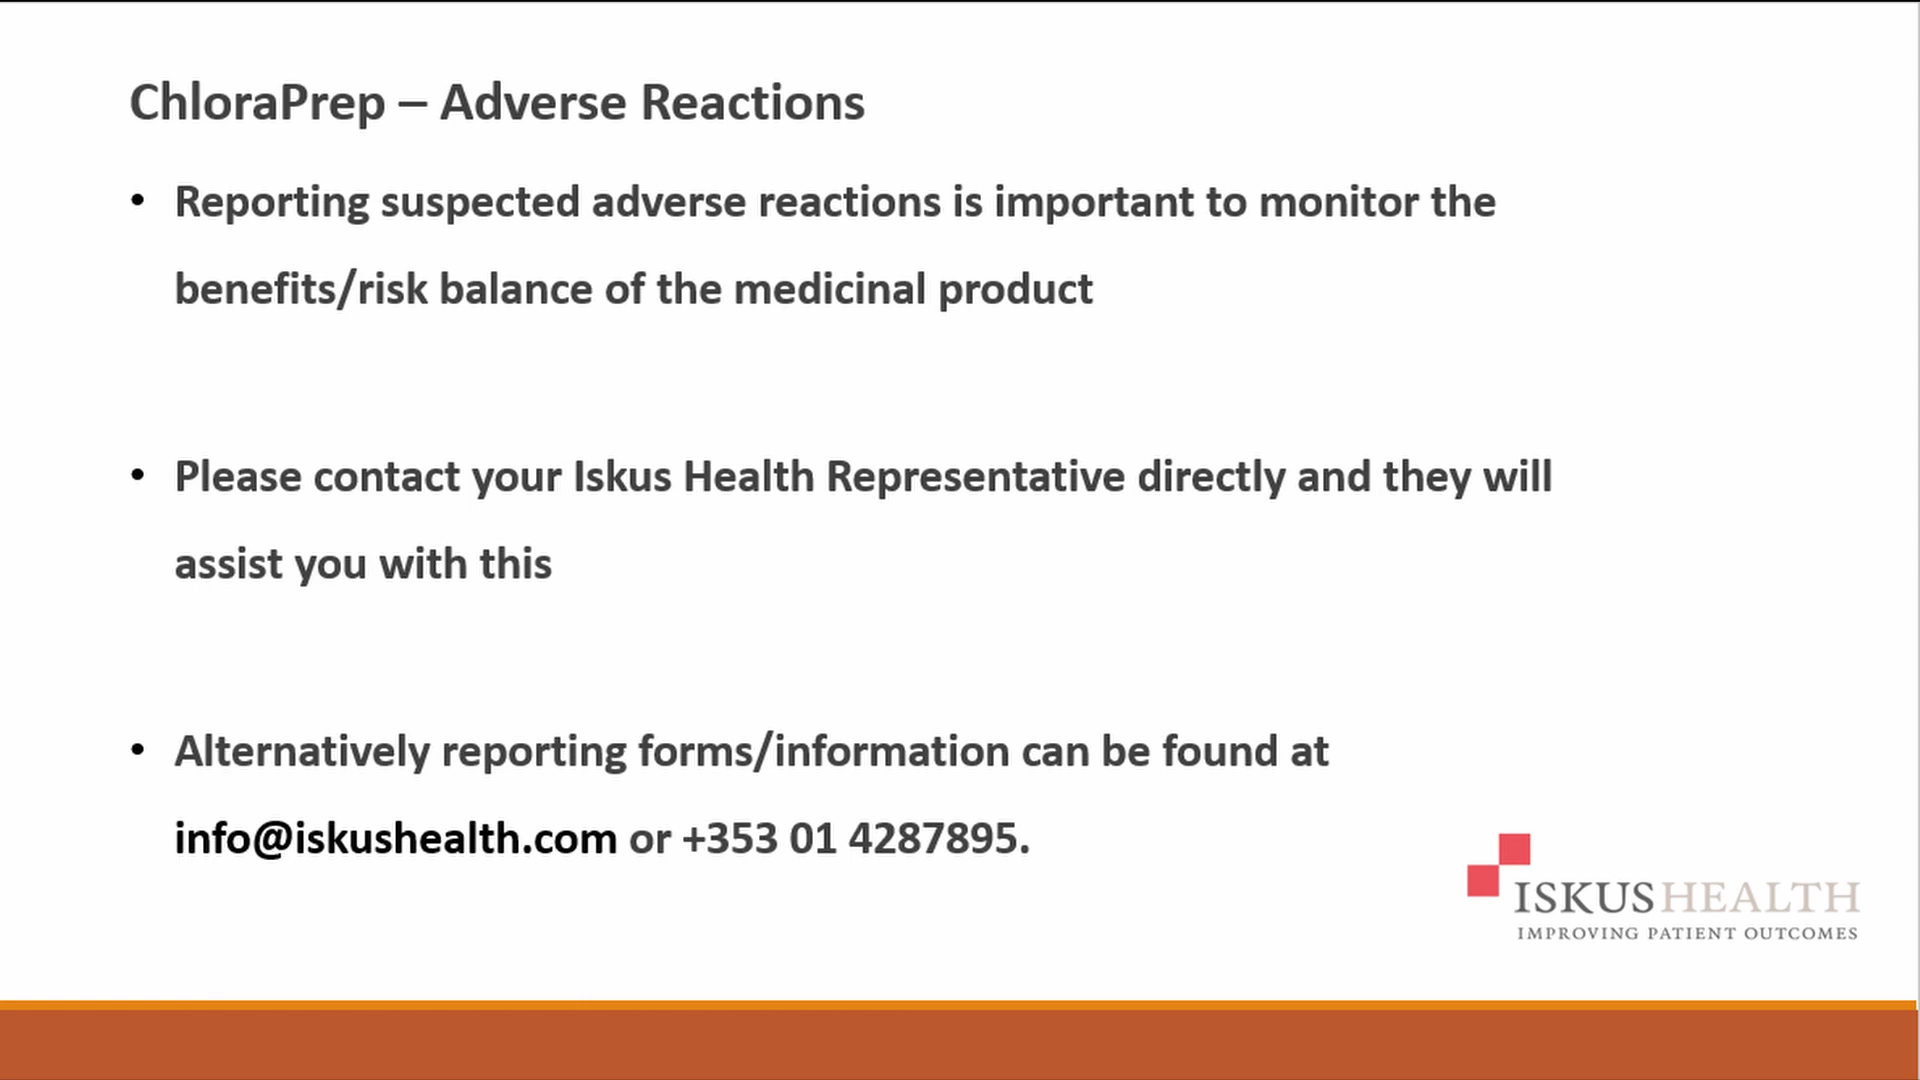 ChloraPrep – Adverse Reactions
• Reporting suspected adverse reactions is important to monitor the
benefits/risk balance of the medicinal product
• Please contact your Iskus Health Representative directly and they will
assist you with this
• Alternatively reporting forms/information can be found at
info@iskushealth.com or +353 01 4287895.
ISKUSHEALTH
IMPROVING PATIENT OUTCOMES